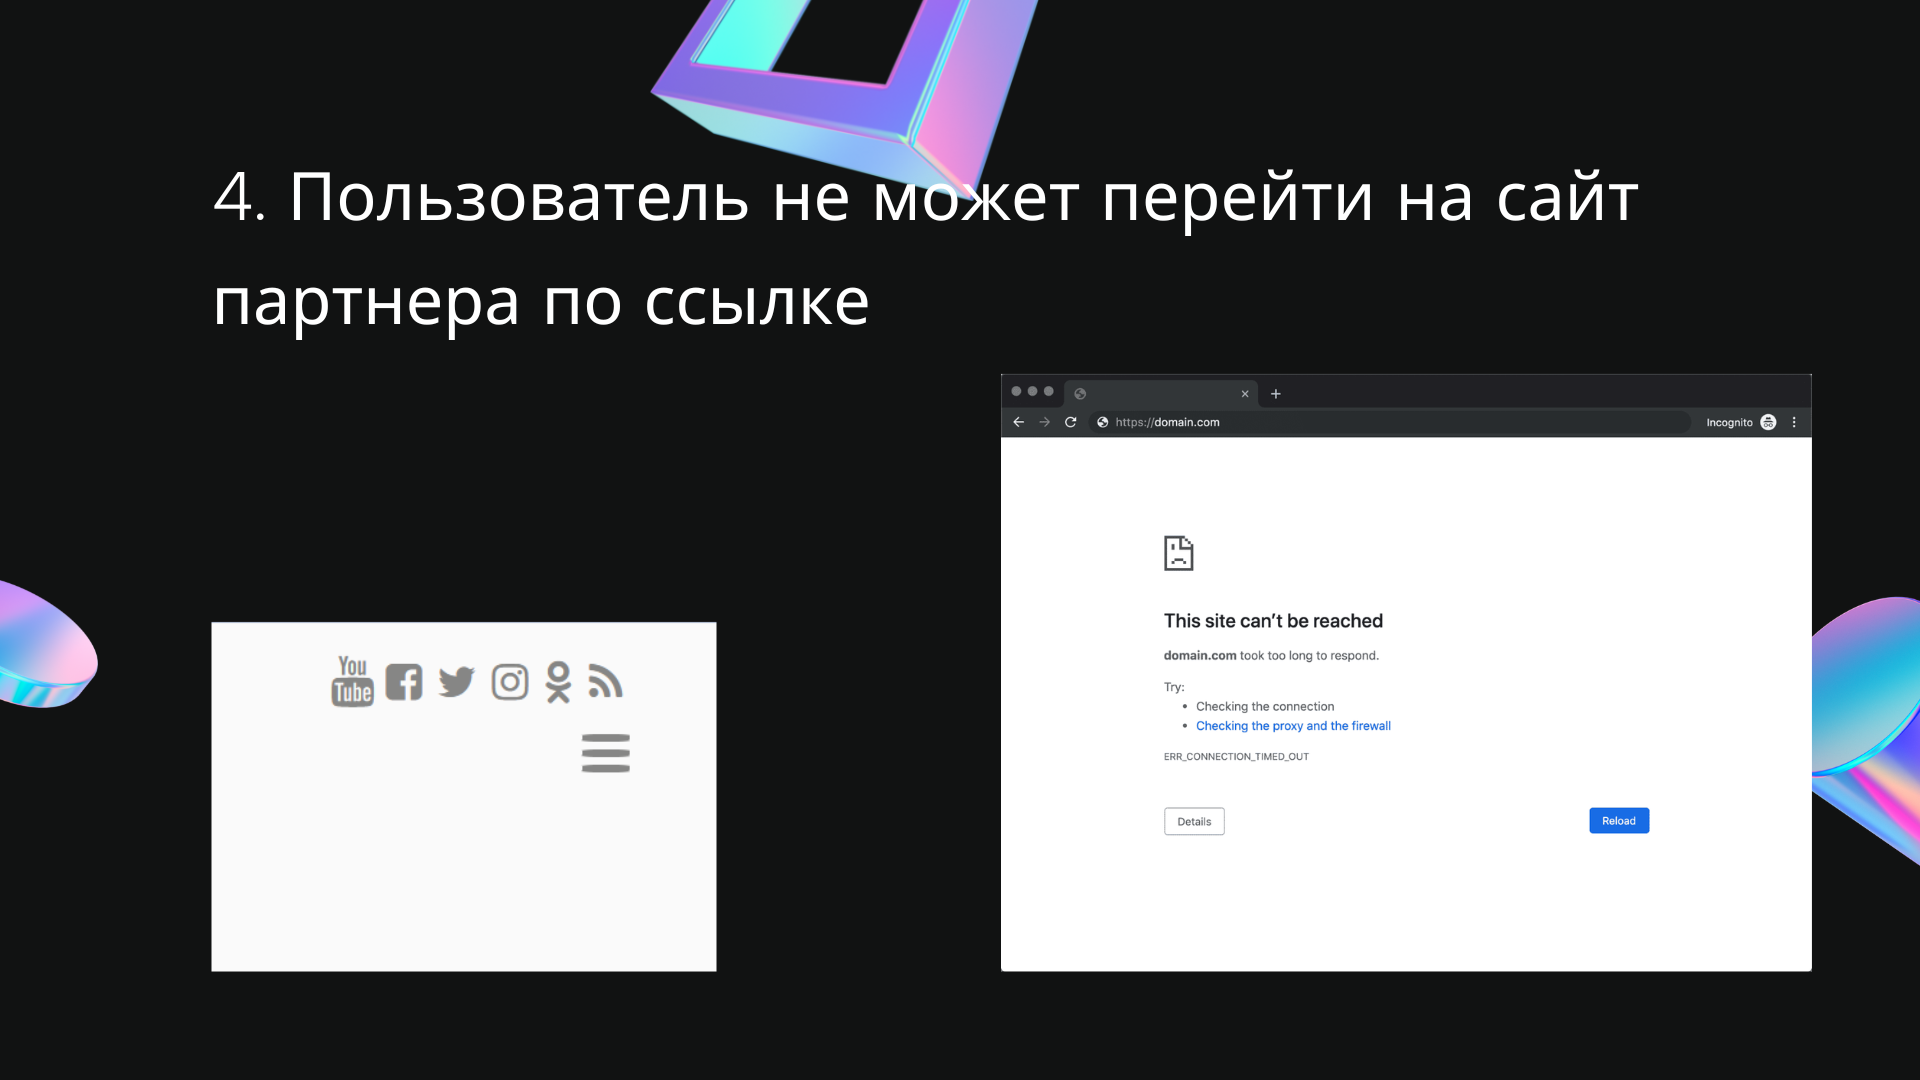 4. Пользователь не может перейти на сайт
партнера по ссылке
https://domain.com
Incognito
You
Tube
This site can't be reached
domain.com took too long to respond.
Try:
• Checking the connection
• Checking the proxy and the firewall
ERR_CONNECTION_TIMED_OUT
Details
Reload